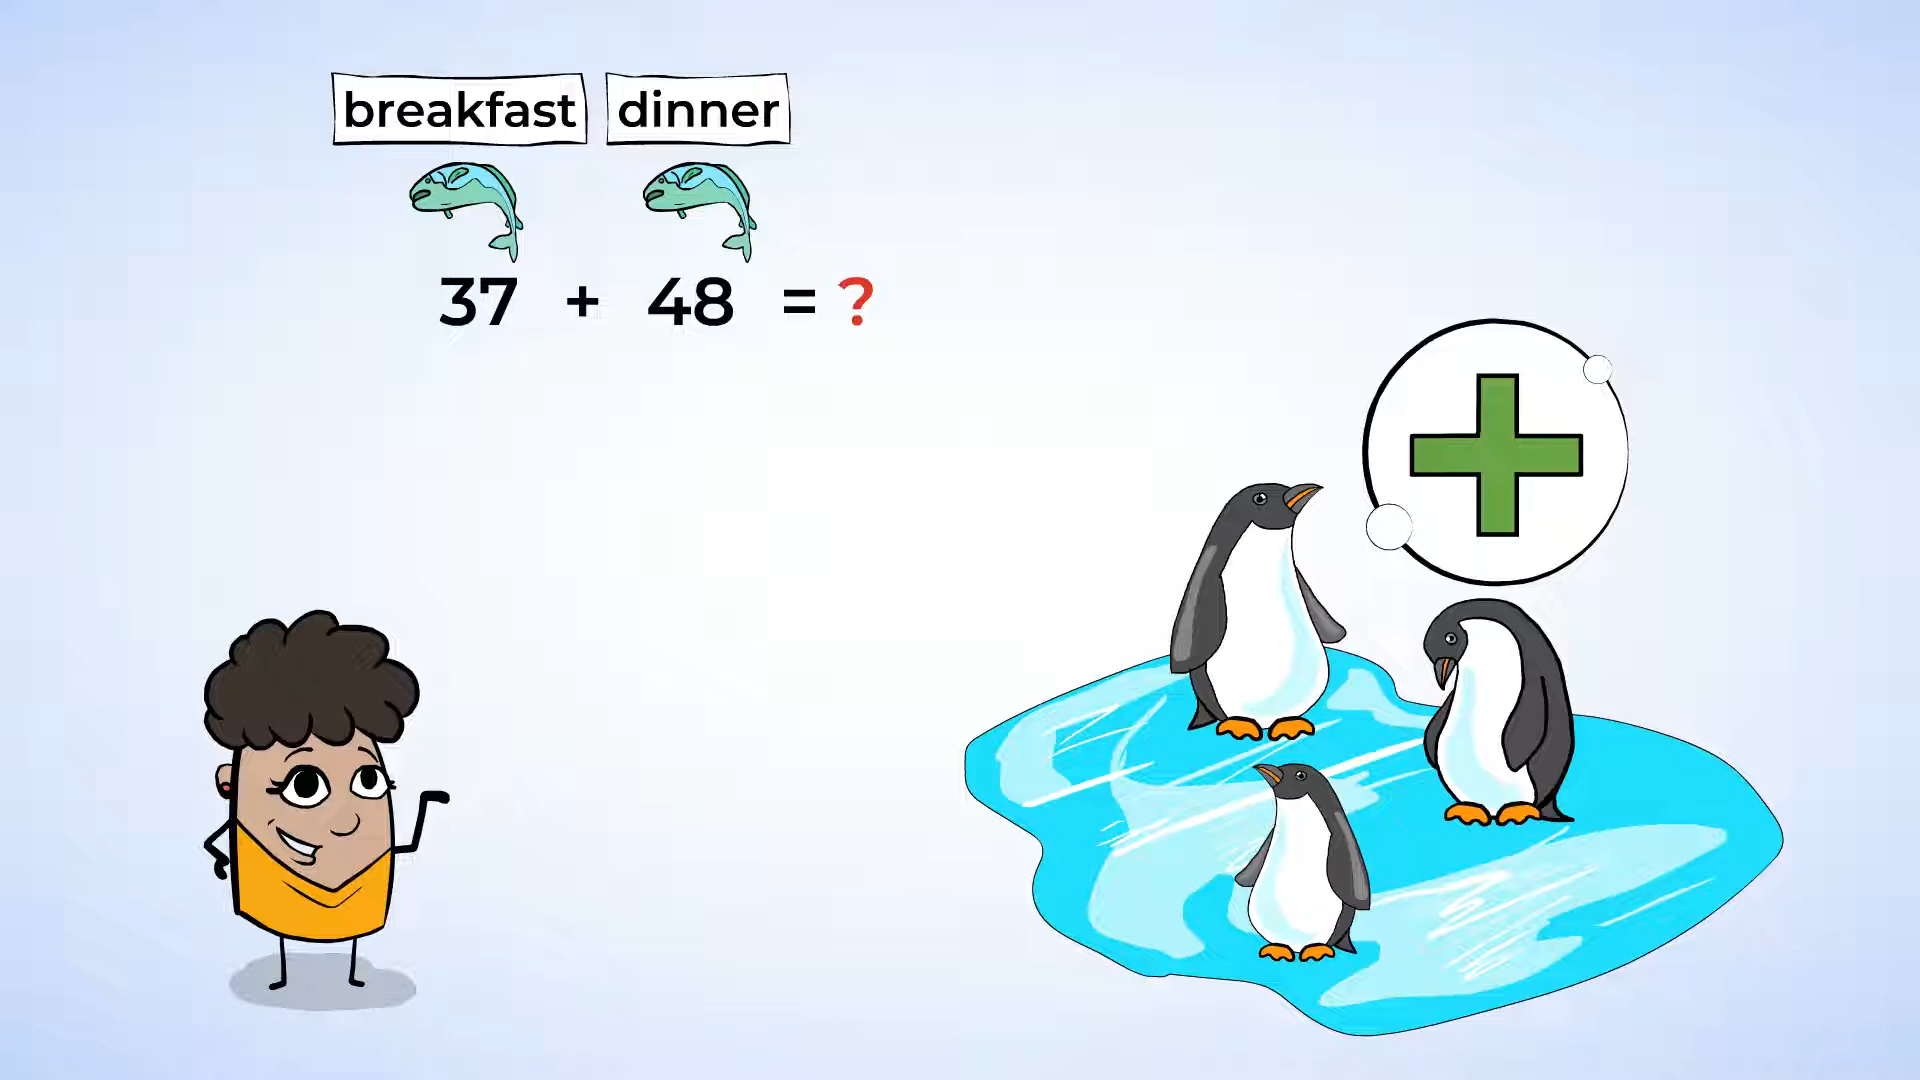 breakfast dinner
37 + 48 = ?